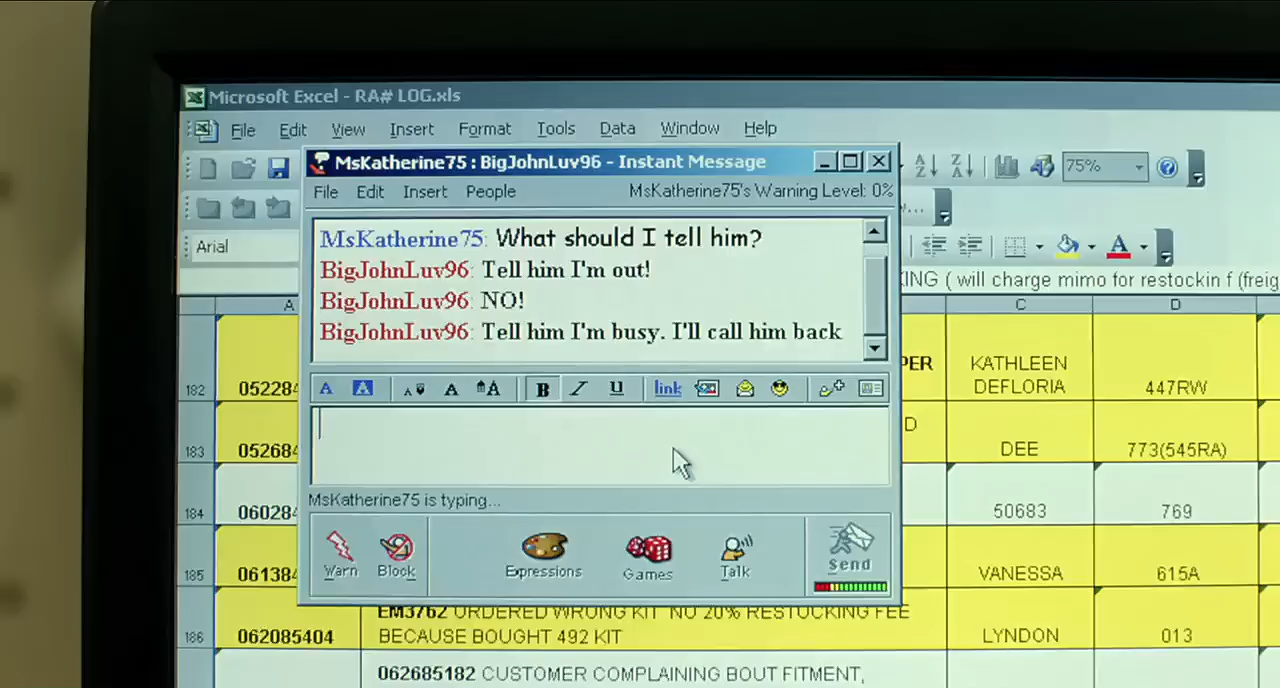 Microsoft Excel - RA# LOG.xls
File Edit View Insert Format Tools Data Window Help
MsKatherine75 : BigJohnLuv96 - Instant Message
75%
File Edit Insert People MsKatherine75's Warning Level: 0%
Arial
MsKatherine75: What should I tell him?
BigJohnLuv96: Tell him I'm out!
BigJohnLuv96: NO!
BigJohnLuv96: Tell him I'm busy. I'll call him back
( will charge mimo for restockin f (freig
A C D
A A A A A B I U link
182 052284 PER KATHLEEN DEFLORIA 447RW
183 052684 D DEE 773(545RA)
MsKatherine75 is typing...
184 060284 50683 769
Warn Block Expressions Games Talk Send
185 061384 VANESSA 615A
186 062085404 EM3762 ORDERED WRONG KIT NO 20% RESTOCKING FEE
BECAUSE BOUGHT 492 KIT LYNDON 013
062685182 CUSTOMER COMPLAINING BOUT FITMENT,